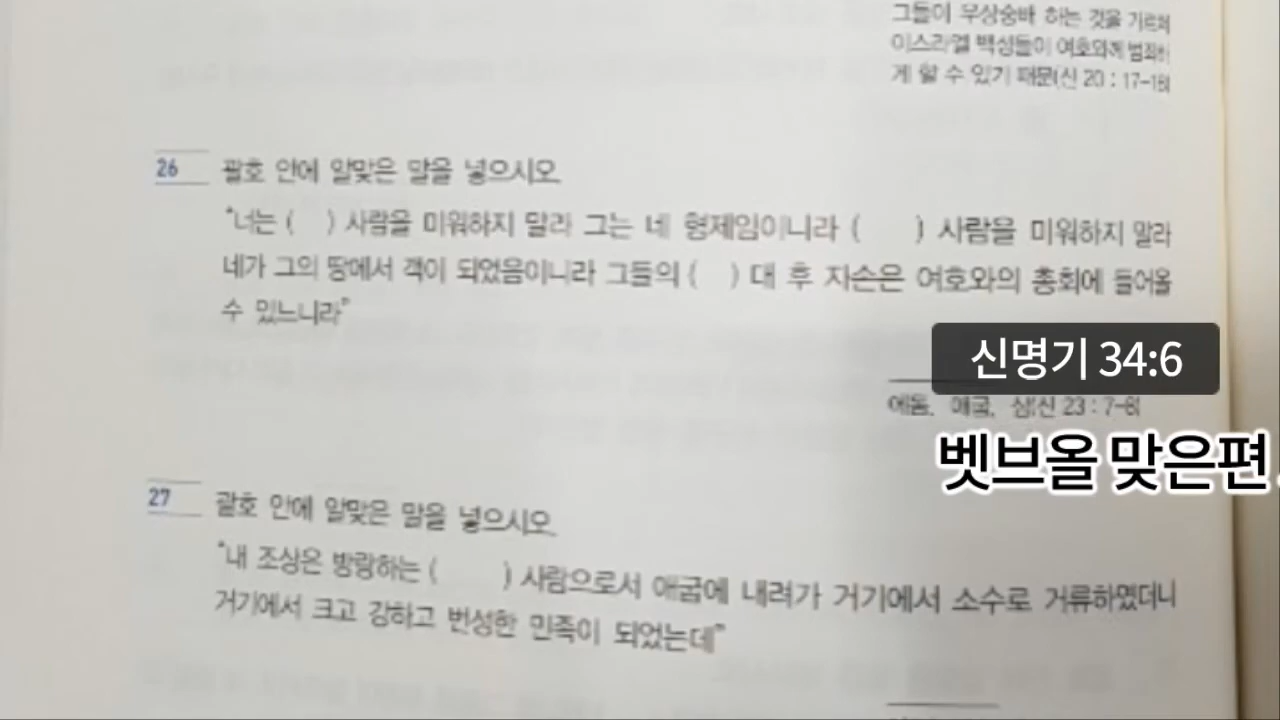 그들이 우상숭배 하는 것을 가르쳐
이스라엘 백성들이 여호와께 범죄하
게 할 수 있기 때문(신 20 : 17-18)
26 괄호 안에 알맞은 말을 넣으시오.
"너는 ( ) 사람을 미워하지 말라 그는 네 형제임이니라 ( ) 사람을 미워하지 말라
네가 그의 땅에서 객이 되었음이니라 그들의 ( ) 대 후 자손은 여호와의 총회에 들어올
수 있느니라"
신명기 34:6
에돔, 애굽, 삼(신 23 : 7-8)
벳브올 맞은편
27 괄호 안에 알맞은 말을 넣으시오.
"내 조상은 방랑하는 ( ) 사람으로서 애굽에 내려가 거기에서 소수로 거류하였더니
거기에서 크고 강하고 번성한 민족이 되었는데"